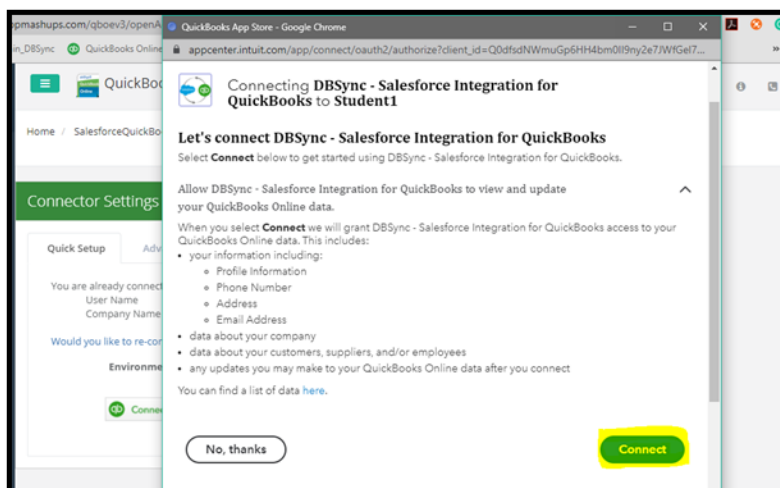 pmashups.com/qboev3/openA
QuickBooks App Store - Google Chrome
in_DBSync QuickBooks Online
appcenter.intuit.com/app/connect/oauth2/authorize?client_id=Q0dfsdNWmuGp6HH4bm0II9ny2e7JWfGeI7...
QuickBoo
Connecting DBSync - Salesforce Integration for
QuickBooks to Student1
Home / SalesforceQuickBo
Let's connect DBSync - Salesforce Integration for QuickBooks
Select Connect below to get started using DBSync - Salesforce Integration for QuickBooks.
Connector Settings
Allow DBSync - Salesforce Integration for QuickBooks to view and update
your QuickBooks Online data.
Quick Setup Adv
When you select Connect we will grant DBSync - Salesforce Integration for QuickBooks access to your
QuickBooks Online data. This includes:
• your information including:
Profile Information
Phone Number
Address
Email Address
You are already connect
User Name
Company Name
• data about your company
• data about your customers, suppliers, and/or employees
• any updates you may make to your QuickBooks Online data after you connect
Would you like to re-cor
Environme
You can find a list of data here.
Connec
No, thanks
Connect